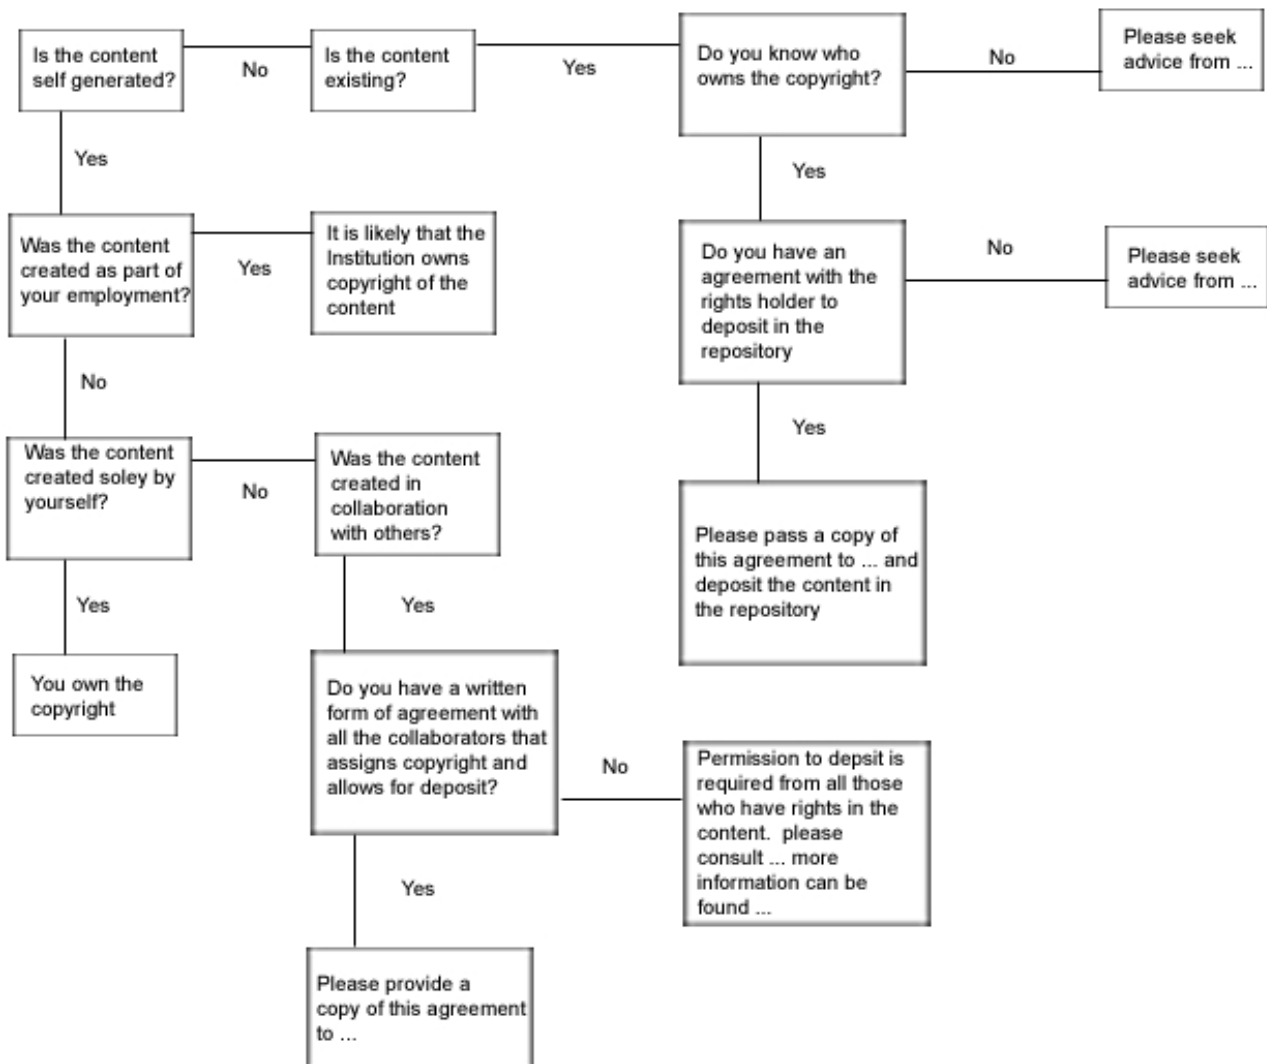 Is the content
self generated?
No
Is the content
existing?
Yes
Do you know who
owns the copyright?
No
Please seek
advice from ...
Yes
Yes
Was the content
created as part of
your employment?
Yes
It is likely that the
Institution owns
copyright of the
content
Do you have an
agreement with the
rights holder to
deposit in the
repository
No
Please seek
advice from ...
No
Yes
Was the content
created soley by
yourself?
No
Was the content
created in
collaboration
with others?
Please pass a copy of
this agreement to ... and
deposit the content in
the repository
Yes
Yes
You own the
copyright
Do you have a written
form of agreement with
all the collaborators that
assigns copyright and
allows for deposit?
No
Permission to depsit is
required from all those
who have rights in the
content.  please
consult ... more
information can be
found ...
Yes
Please provide a
copy of this agreement
to ...